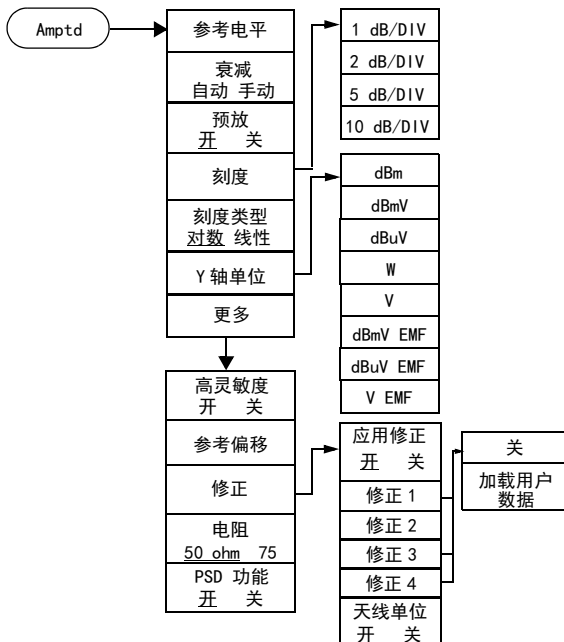 Amptd
参考电平
衰减
自动 手动
预放
开 关
刻度
刻度类型
对数 线性
Y 轴单位
更多
1 dB/DIV
2 dB/DIV
5 dB/DIV
10 dB/DIV
dBm
dBmV
dBuV
W
V
dBmV EMF
dBuV EMF
V EMF
高灵敏度
开 关
参考偏移
修正
电阻
50 ohm 75
PSD 功能
开 关
应用修正
开 关
修正 1
修正 2
修正 3
修正 4
天线单位
开 关
关
加载用户
数据